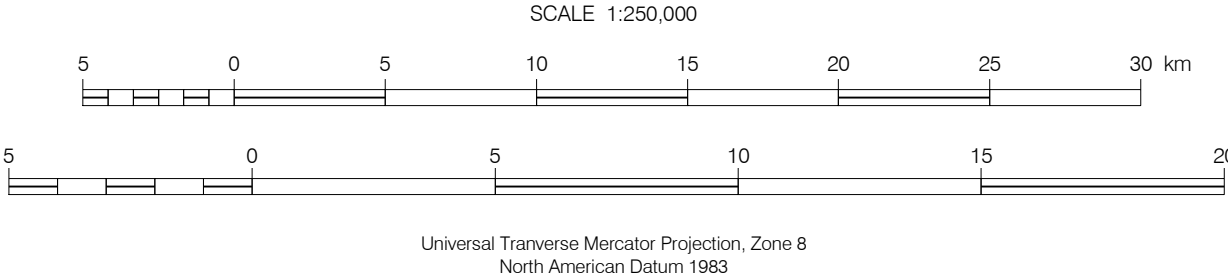 SCALE 1:250,000
5 0 5 10 15 20 25 30 km
5 0 5 10 15 20
Universal Tranverse Mercator Projection, Zone 8
North American Datum 1983